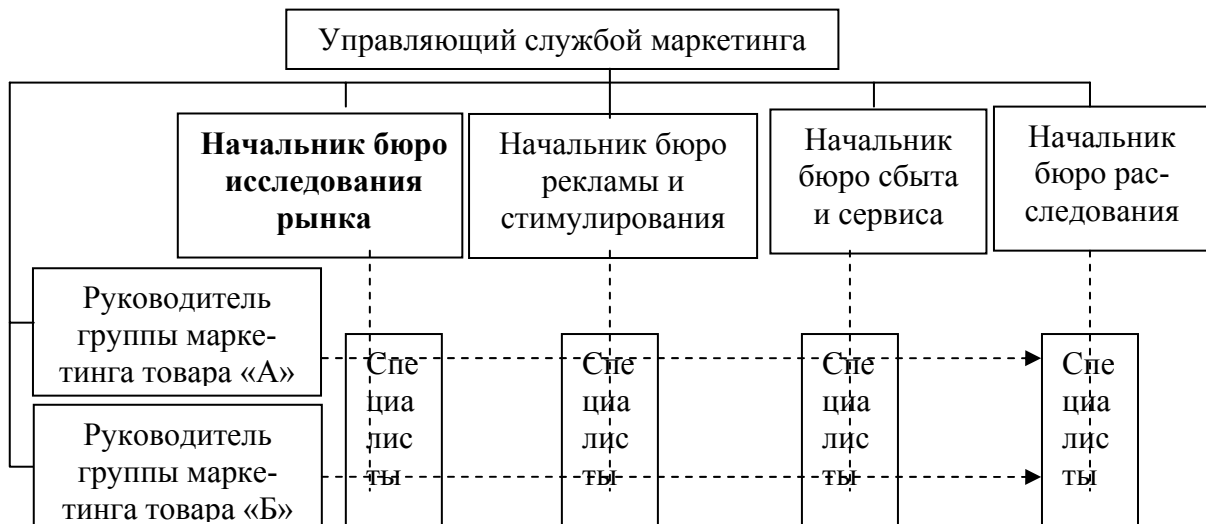 Управляющий службой маркетинга
Начальник бюро
исследования
рынка
Начальник бюро
рекламы и
стимулирования
Начальник
бюро сбыта
и сервиса
Начальник
бюро рас-
следования
Руководитель
группы марке-
тинга товара «А»
Руководитель
группы марке-
тинга товара «Б»
Спе
циа
лис
ты
Спе
циа
лис
ты
Спе
циа
лис
ты
Спе
циа
лис
ты